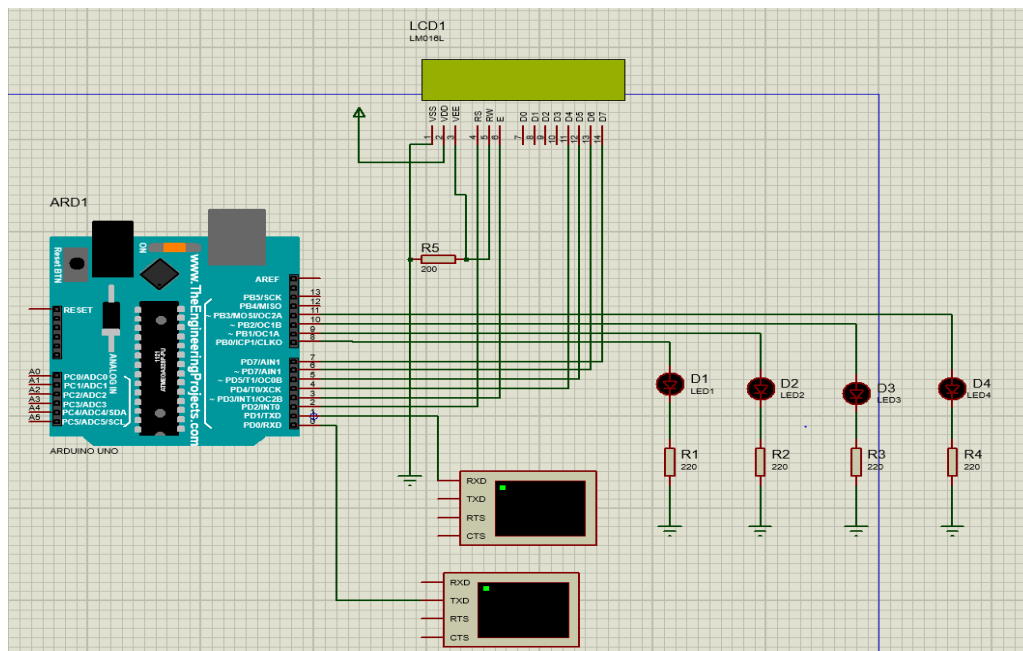 LCD1
LM016L
VSS
VDD
VEE
RS
RW
E
D0
D1
D2
D3
D4
D5
D6
D7
1
2
3
4
5
6
7
8
9
10
11
12
13
14
ARD1
R5
200
Reset BTN
ON
www.TheEngineeringProjects.com
ANALOG IN
ATMEGA328P-PU
1121
AREF
PB5/SCK
13
PB4/MISO
12
~ PB3/MOSI/OC2A
11
~ PB2/OC1B
10
~ PB1/OC1A
9
PB0/ICP1/CLKO
8
PD7/AIN1
7
~ PD7/AIN1
6
~ PD5/T1/OC0B
5
PD4/T0/XCK
4
~ PD3/INT1/OC2B
3
PD2/INT0
2
PD1/TXD
1
PD0/RXD
0
RESET
A0
PC0/ADC0
A1
PC1/ADC1
A2
PC2/ADC2
A3
PC3/ADC3
A4
PC4/ADC4/SDA
A5
PC5/ADC5/SCL
ARDUINO UNO
D1
LED1
D2
LED2
D3
LED3
D4
LED4
R1
220
R2
220
R3
220
R4
220
RXD
TXD
RTS
CTS
RXD
TXD
RTS
CTS